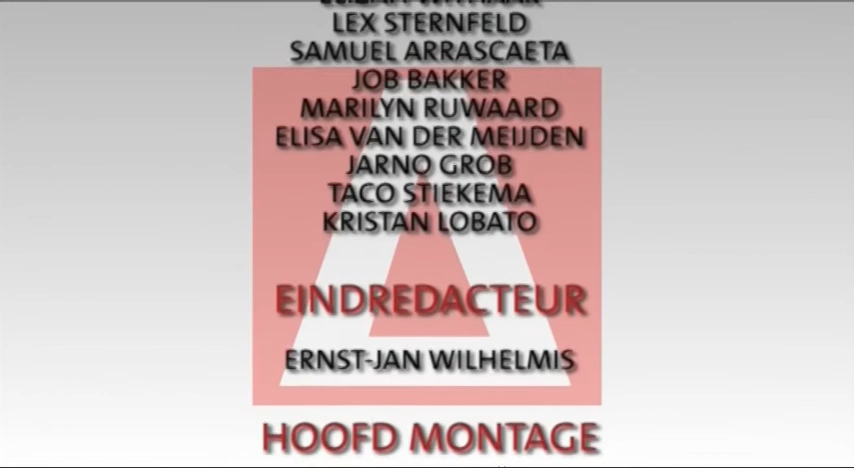 LEX STERNFELD
SAMUEL ARRASCAETA
JOB BAKKER
MARILYN RUWAARD
ELISA VAN DER MEIJDEN
JARNO GROB
TACO STIEKEMA
KRISTAN LOBATO
EINDREDACTEUR
ERNST-JAN WILHELMIS
HOOFD MONTAGE